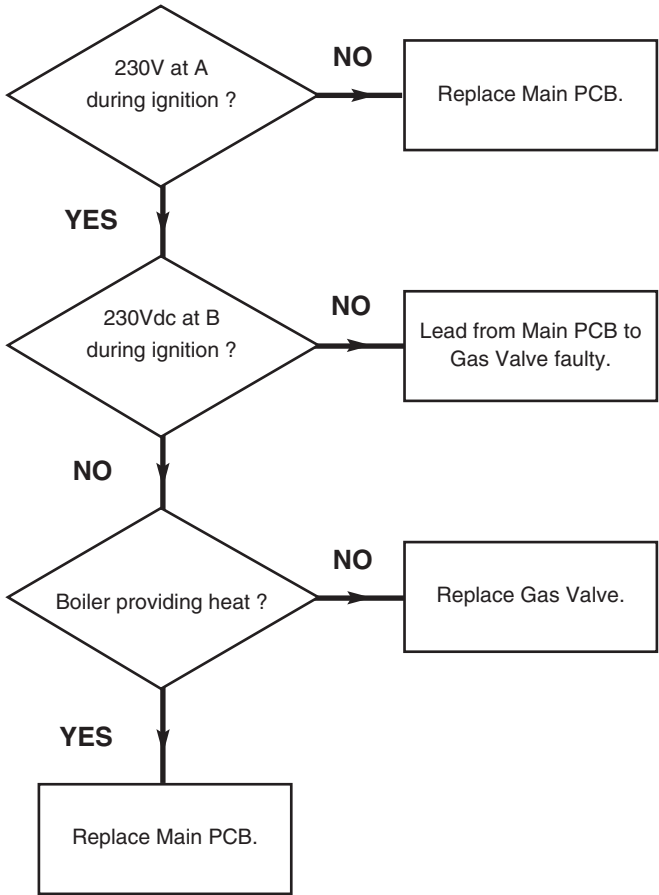 230V at A
during ignition ?
NO
Replace Main PCB.
YES
230Vdc at B
during ignition ?
NO
Lead from Main PCB to
Gas Valve faulty.
NO
Boiler providing heat ?
NO
Replace Gas Valve.
YES
Replace Main PCB.